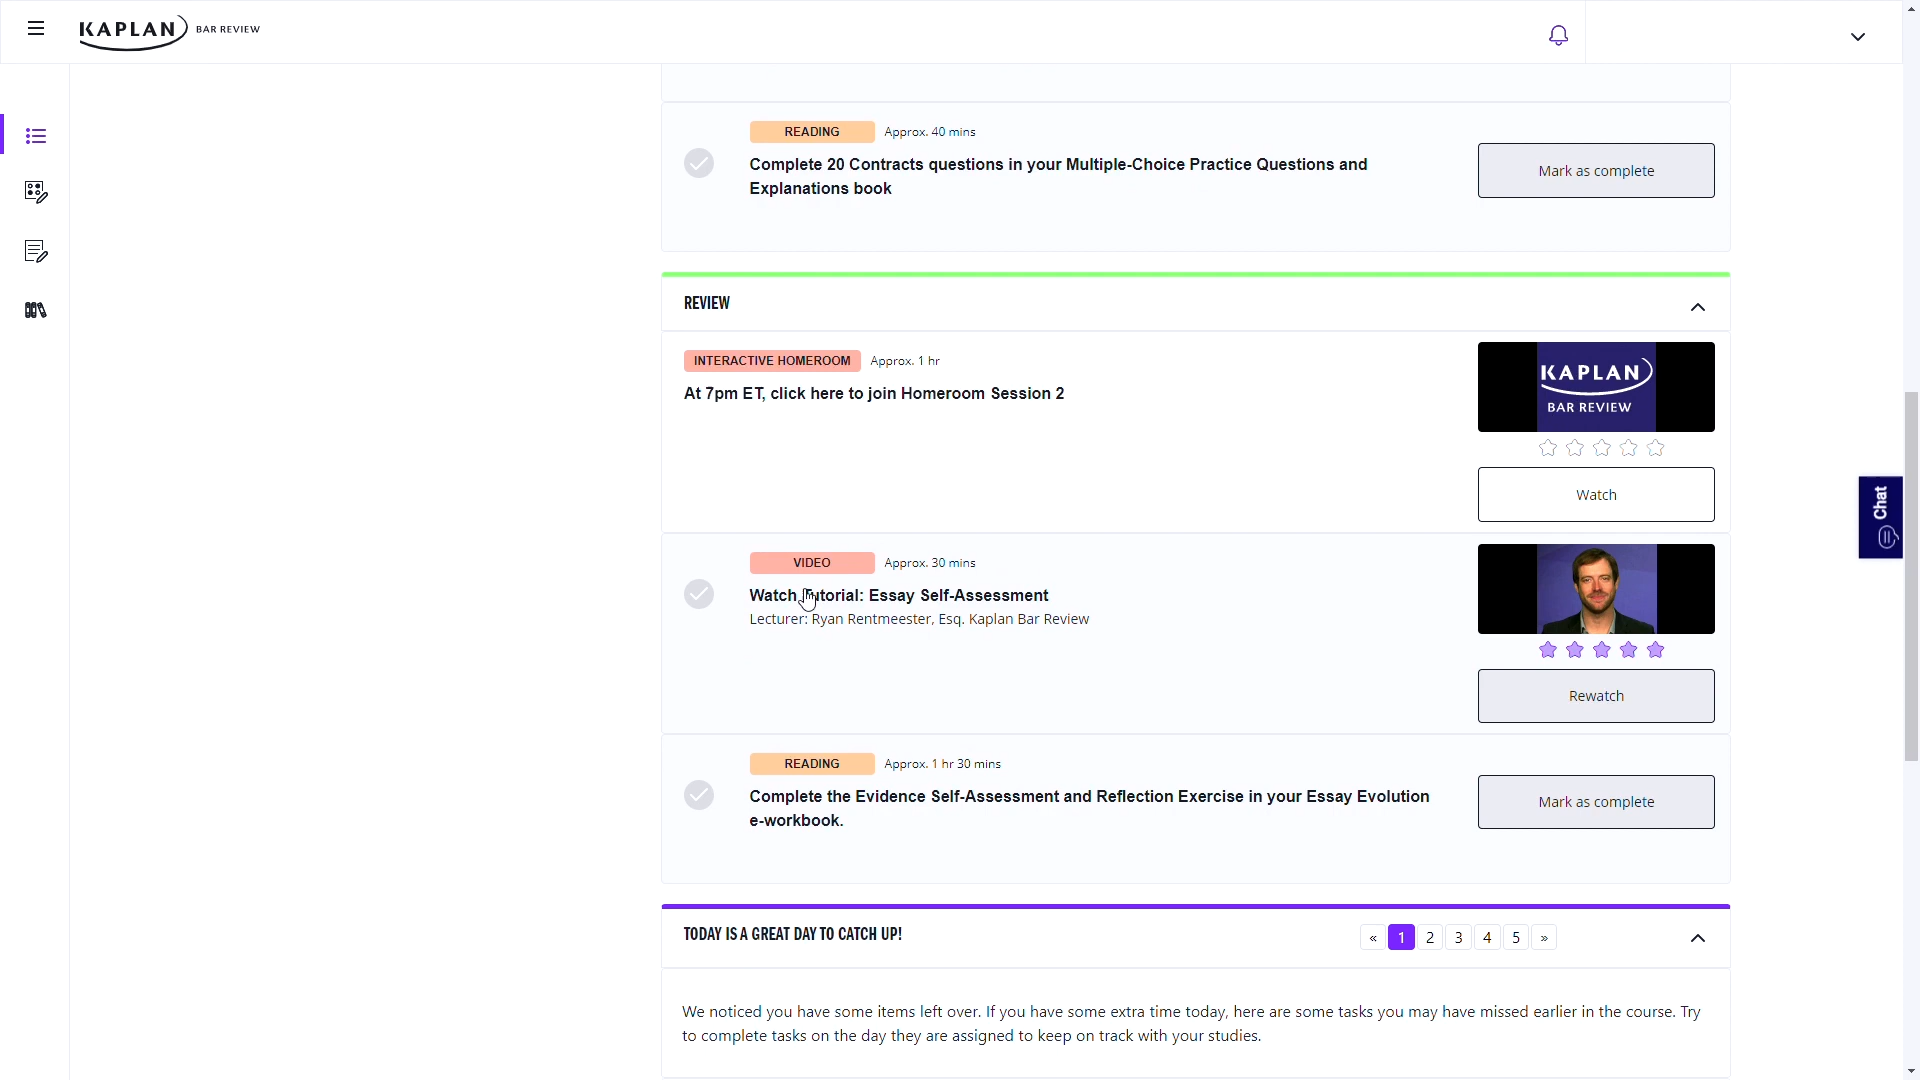 KAPLAN BAR REVIEW
READING Approx. 40 mins
Complete 20 Contracts questions in your Multiple-Choice Practice Questions and
Explanations book
Mark as complete
REVIEW
INTERACTIVE HOMEROOM Approx. 1 hr
At 7pm ET, click here to join Homeroom Session 2
KAPLAN
BAR REVIEW
Watch
Chat
VIDEO Approx. 30 mins
Watch Tutorial: Essay Self-Assessment
Lecturer: Ryan Rentmeester, Esq. Kaplan Bar Review
Rewatch
READING Approx. 1 hr 30 mins
Complete the Evidence Self-Assessment and Reflection Exercise in your Essay Evolution
e-workbook.
Mark as complete
TODAY IS A GREAT DAY TO CATCH UP!
« 1 2 3 4 5 »
We noticed you have some items left over. If you have some extra time today, here are some tasks you may have missed earlier in the course. Try
to complete tasks on the day they are assigned to keep on track with your studies.